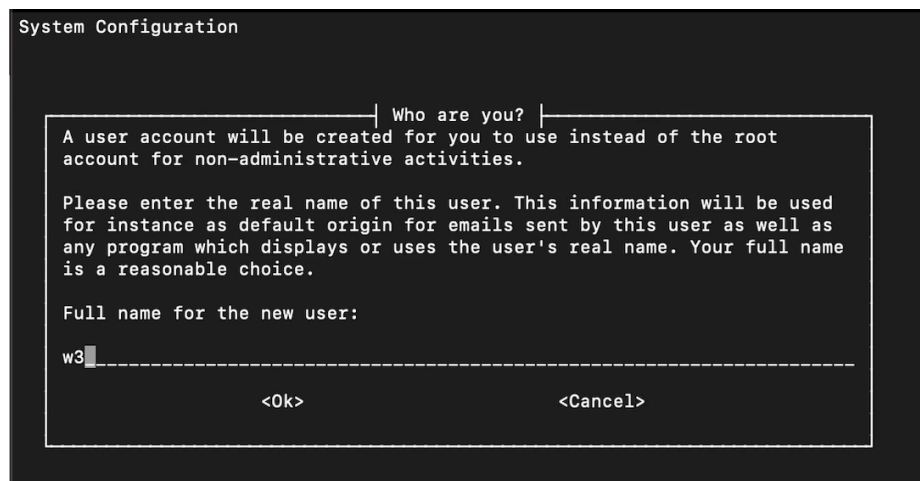 System Configuration
Who are you?
A user account will be created for you to use instead of the root
account for non-administrative activities.
Please enter the real name of this user. This information will be used
for instance as default origin for emails sent by this user as well as
any program which displays or uses the user's real name. Your full name
is a reasonable choice.
Full name for the new user:
w3
<Ok> <Cancel>